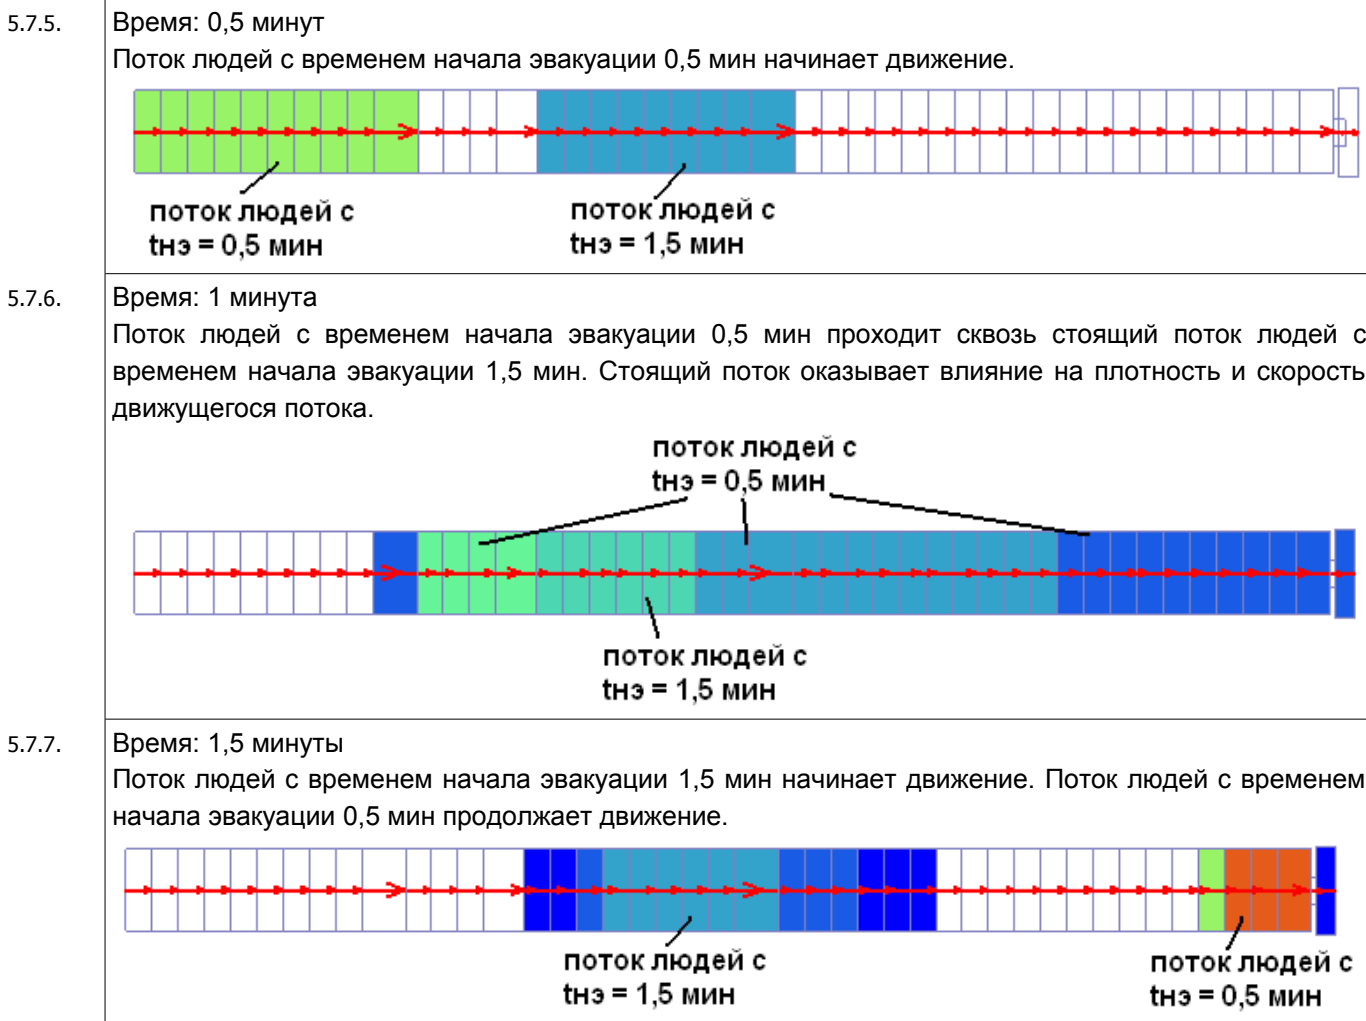 5.7.5.
Время: 0,5 минут
Поток людей с временем начала эвакуации 0,5 мин начинает движение.
поток людей с
tнэ = 0,5 мин
поток людей с
tнэ = 1,5 мин
5.7.6.
Время: 1 минута
Поток людей с временем начала эвакуации 0,5 мин проходит сквозь стоящий поток людей с
временем начала эвакуации 1,5 мин. Стоящий поток оказывает влияние на плотность и скорость
движущегося потока.
поток людей с
tнэ = 0,5 мин
поток людей с
tнэ = 1,5 мин
5.7.7.
Время: 1,5 минуты
Поток людей с временем начала эвакуации 1,5 мин начинает движение. Поток людей с временем
начала эвакуации 0,5 мин продолжает движение.
поток людей с
tнэ = 1,5 мин
поток людей с
tнэ = 0,5 мин